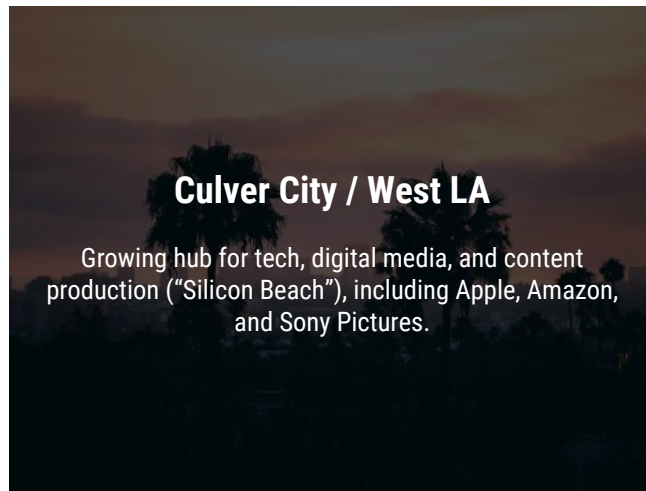 Culver City / West LA
Growing hub for tech, digital media, and content
production (“Silicon Beach”), including Apple, Amazon,
and Sony Pictures.